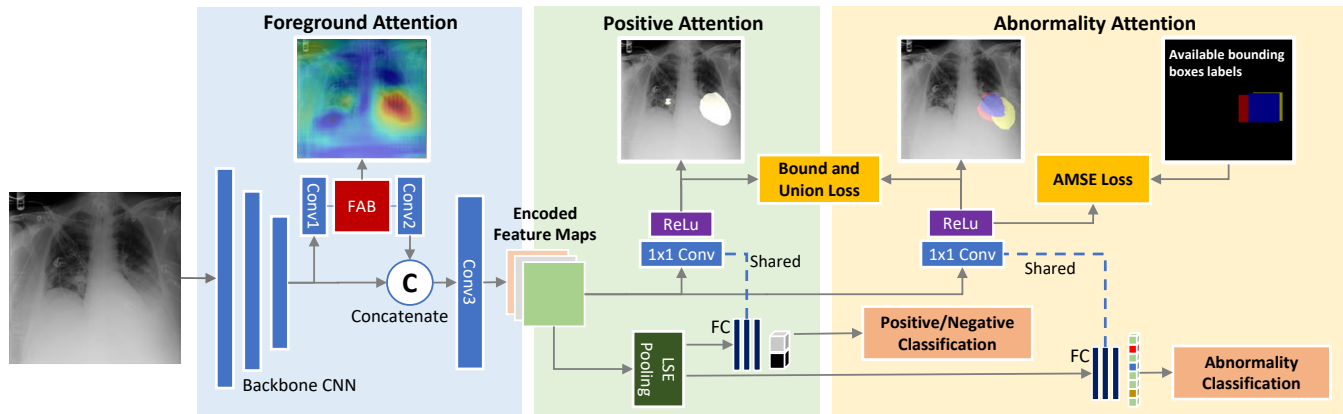 Foreground Attention
Positive Attention
Abnormality Attention
Available bounding
boxes labels
Conv1
FAB
Conv2
Bound and
Union Loss
AMSE Loss
Encoded
Feature Maps
ReLu
ReLu
1x1 Conv
1x1 Conv
Shared
Shared
C
Concatenate
Conv3
Backbone CNN
LSE
Pooling
FC
Positive/Negative
Classification
FC
Abnormality
Classification